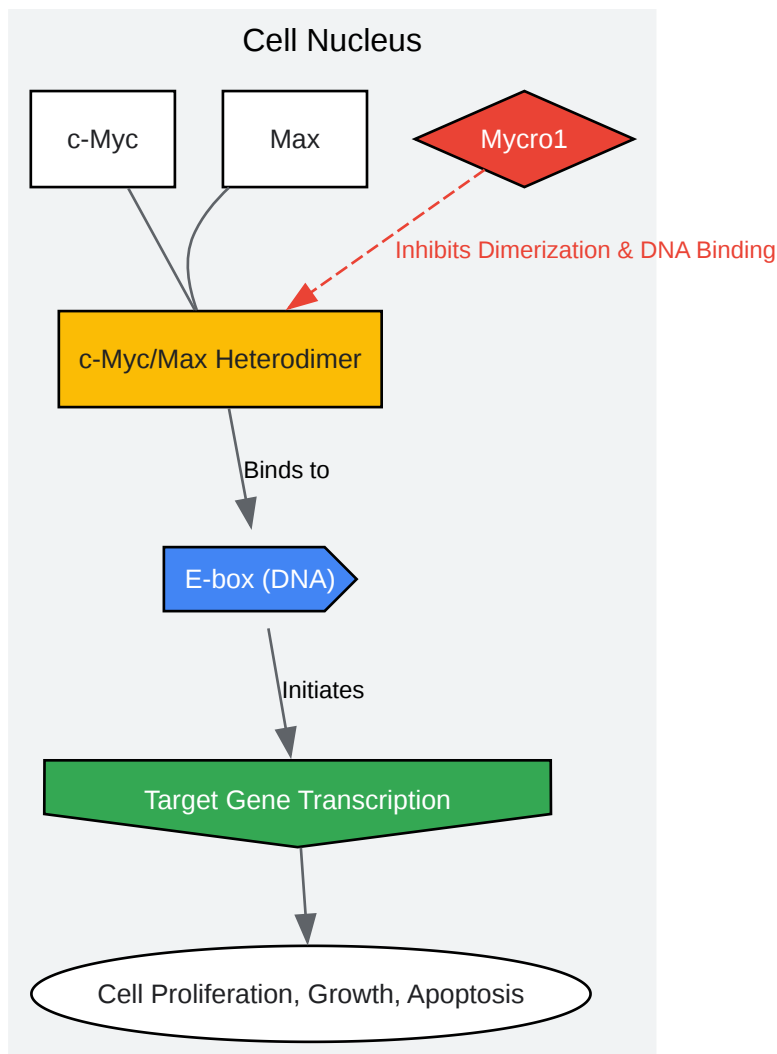 Cell Nucleus
c-Myc
Max
Mycro1
Inhibits Dimerization & DNA Binding
c-Myc/Max Heterodimer
Binds to
E-box (DNA)
Initiates
Target Gene Transcription
Cell Proliferation, Growth, Apoptosis